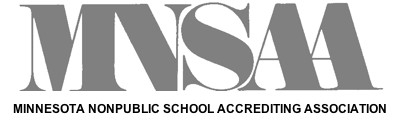 MNSAA
MINNESOTA NONPUBLIC SCHOOL ACCREDITING ASSOCIATION